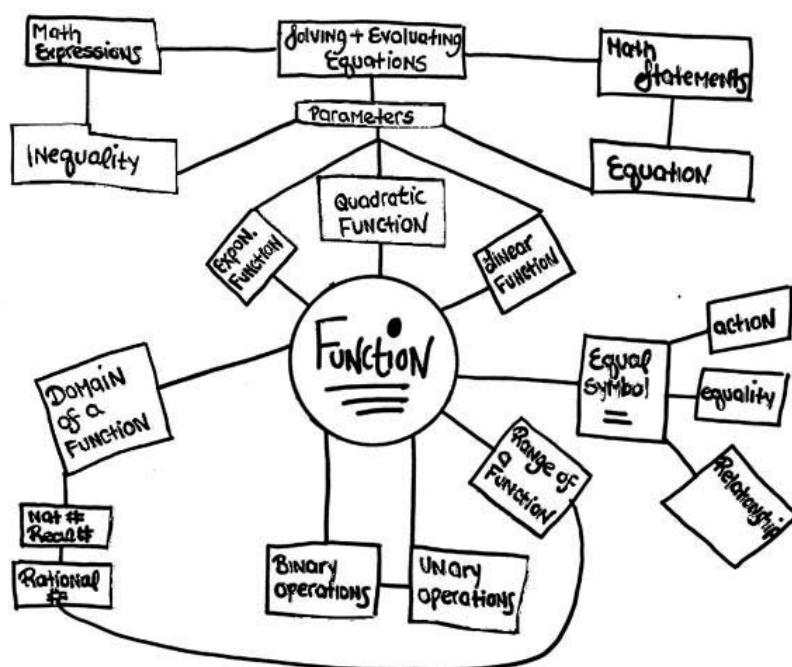 Math
Expressions
Solving + Evaluating
Equations
Math
Statements
Parameters
Inequality
Equation
Quadratic
Function
Expon.
Function
Linear
Function
Function
action
Equal
Symbol
equality
Relationship
Domain
of a
Function
Range of
a
Function
Nat #
Real #
Rational
#
Binary
operations
Unary
operations